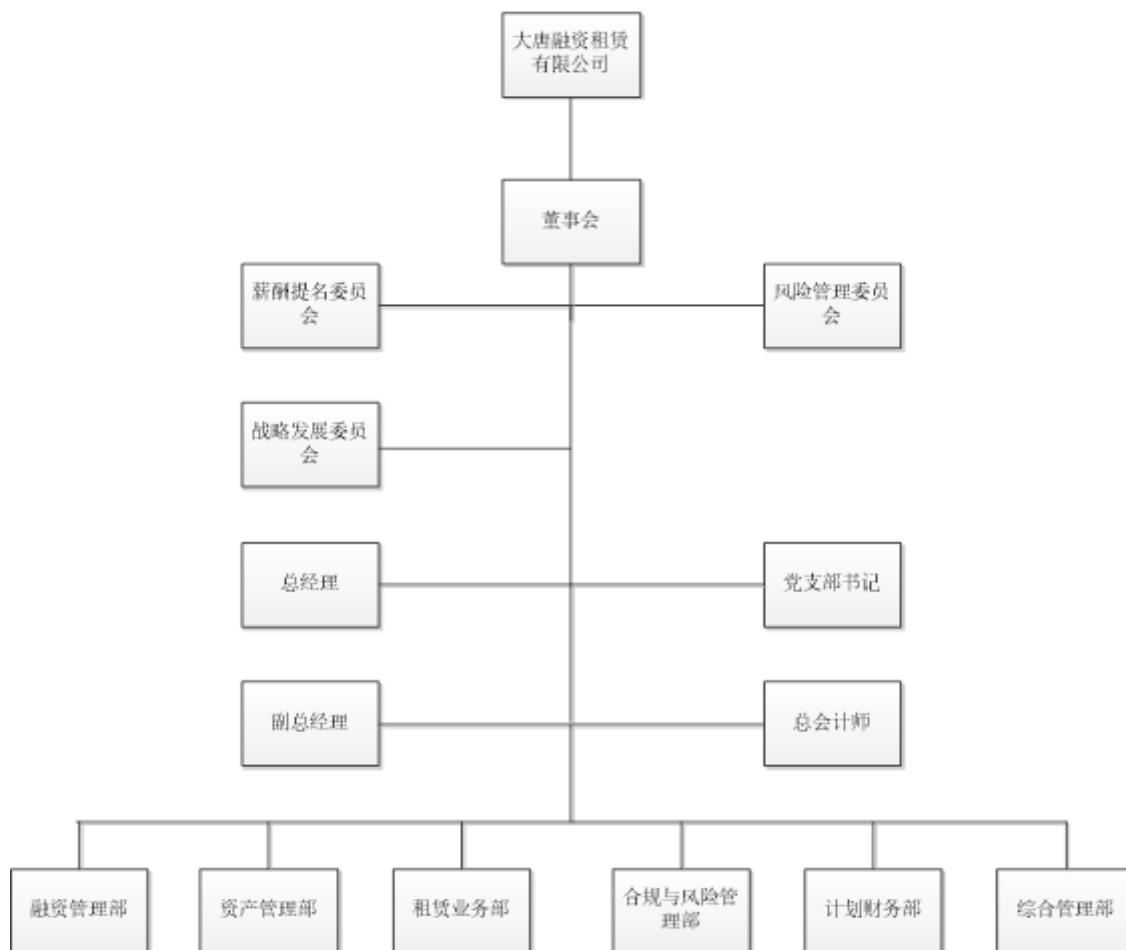 大唐融资租赁
有限公司
董事会
薪酬提名委员
会
风险管理委员
会
战略发展委员
会
总经理
党支部书记
副总经理
总会计师
融资管理部
资产管理部
租赁业务部
合规与风险管
理部
计划财务部
综合管理部